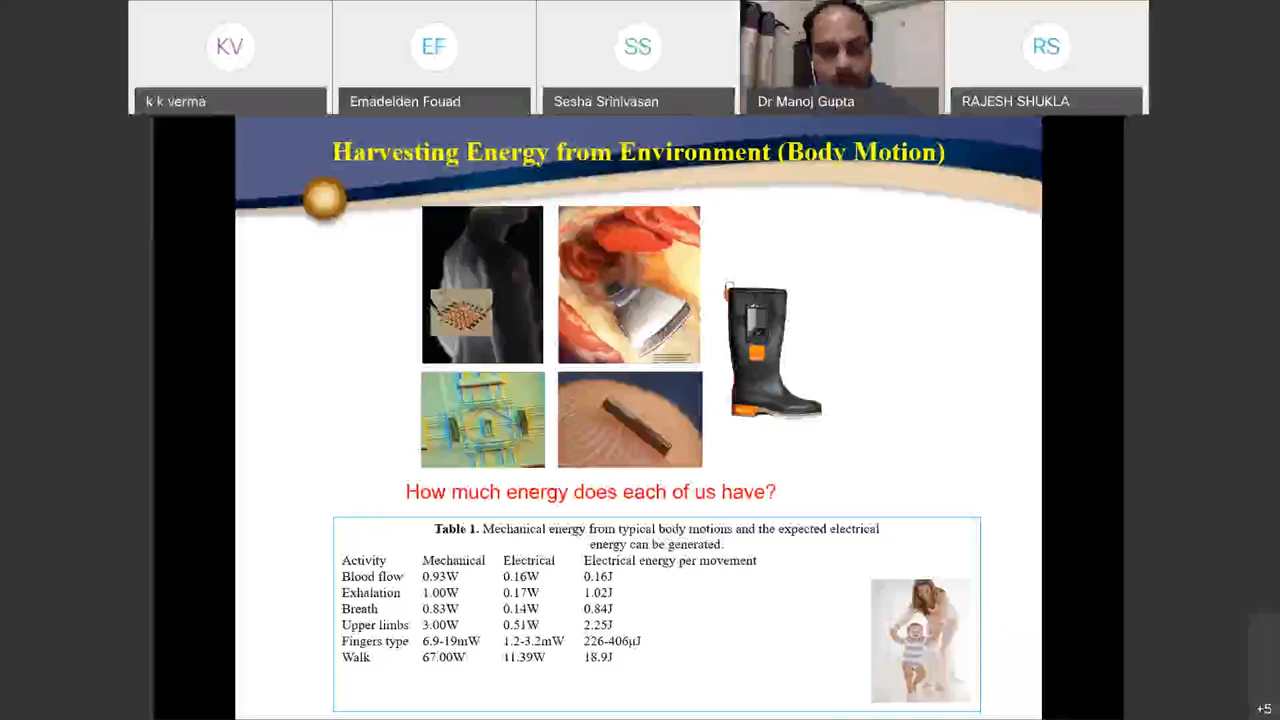 KV
EF
SS
RS
k k verma
Emadelden Fouad
Sesha Srinivasan
Dr Manoj Gupta
RAJESH SHUKLA
Harvesting Energy from Environment (Body Motion)
How much energy does each of us have?
Table 1. Mechanical energy from typical body motions and the expected electrical
energy can be generated.
Activity Mechanical Electrical Electrical energy per movement
Blood flow 0.93W 0.16W 0.16J
Exhalation 1.00W 0.17W 1.02J
Breath 0.83W 0.14W 0.84J
Upper limbs 3.00W 0.51W 2.25J
Fingers type 6.9-19mW 1.2-3.2mW 226-406μJ
Walk 67.00W 11.39W 18.9J
+5